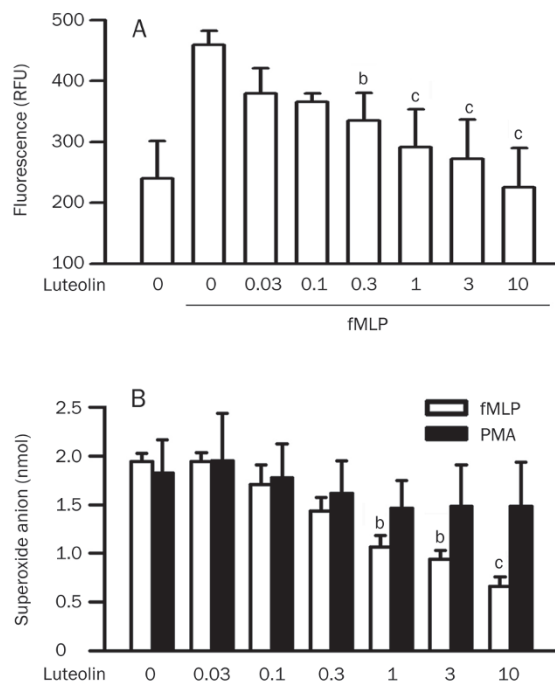 A
Fluorescence (RFU)
500
400
300
200
100
b
c
c
c
Luteolin 0 0 0.03 0.1 0.3 1 3 10
fMLP
B
fMLP
PMA
Superoxide anion (nmol)
2.5
2.0
1.5
1.0
0.5
0
b
b
c
Luteolin 0 0.03 0.1 0.3 1 3 10